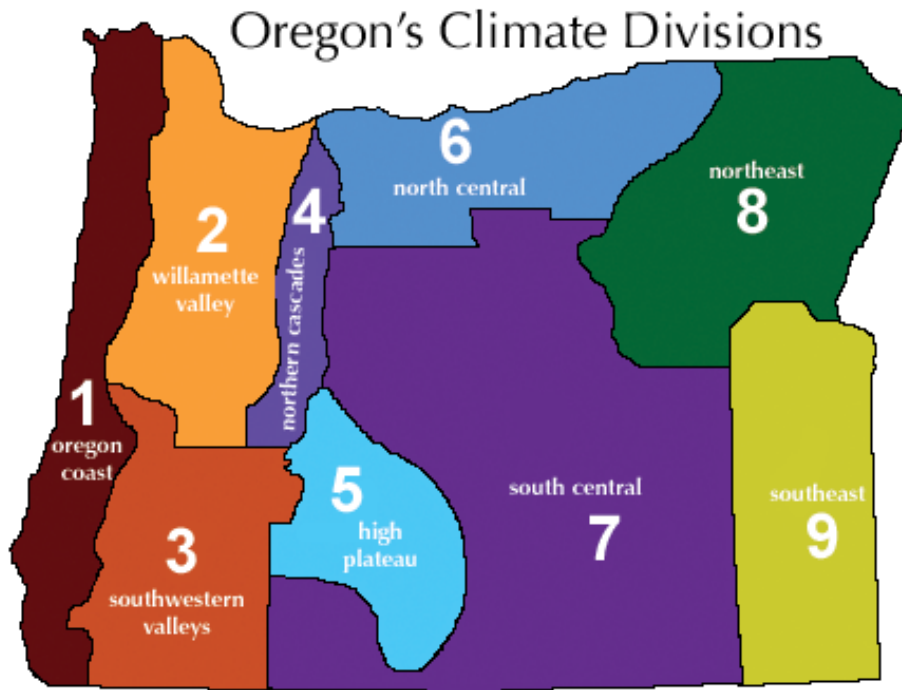 Oregon's Climate Divisions
1
oregon
coast
2
willamette
valley
3
southwestern
valleys
4
northern cascades
5
high
plateau
6
north central
south central
7
northeast
8
southeast
9